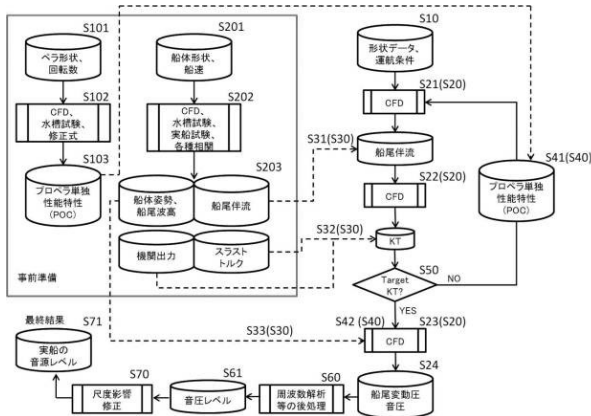 S101
ペラ形状、
回転数
S102
CFD、
水槽試験、
修正式
S103
プロペラ単独
性能特性
(POC)
S201
船体形状、
船速
S202
CFD、
水槽試験、
実船試験、
各種相関
S203
船体姿勢、
船尾波高
船尾伴流
機関出力
スラスト
トルク
事前準備
S10
形状データ、
運航条件
S21(S20)
CFD
S31(S30)
船尾伴流
S22(S20)
CFD
S41(S40)
プロペラ単独
性能特性
(POC)
S32(S30)
KT
S50
Target
KT?
NO
YES
S33(S30)
S42 (S40)
S23(S20)
CFD
S24
船尾変動圧
音圧
S60
周波数解析
等の後処理
S61
音圧レベル
S70
尺度影響
修正
最終結果
S71
実船の
音源レベル